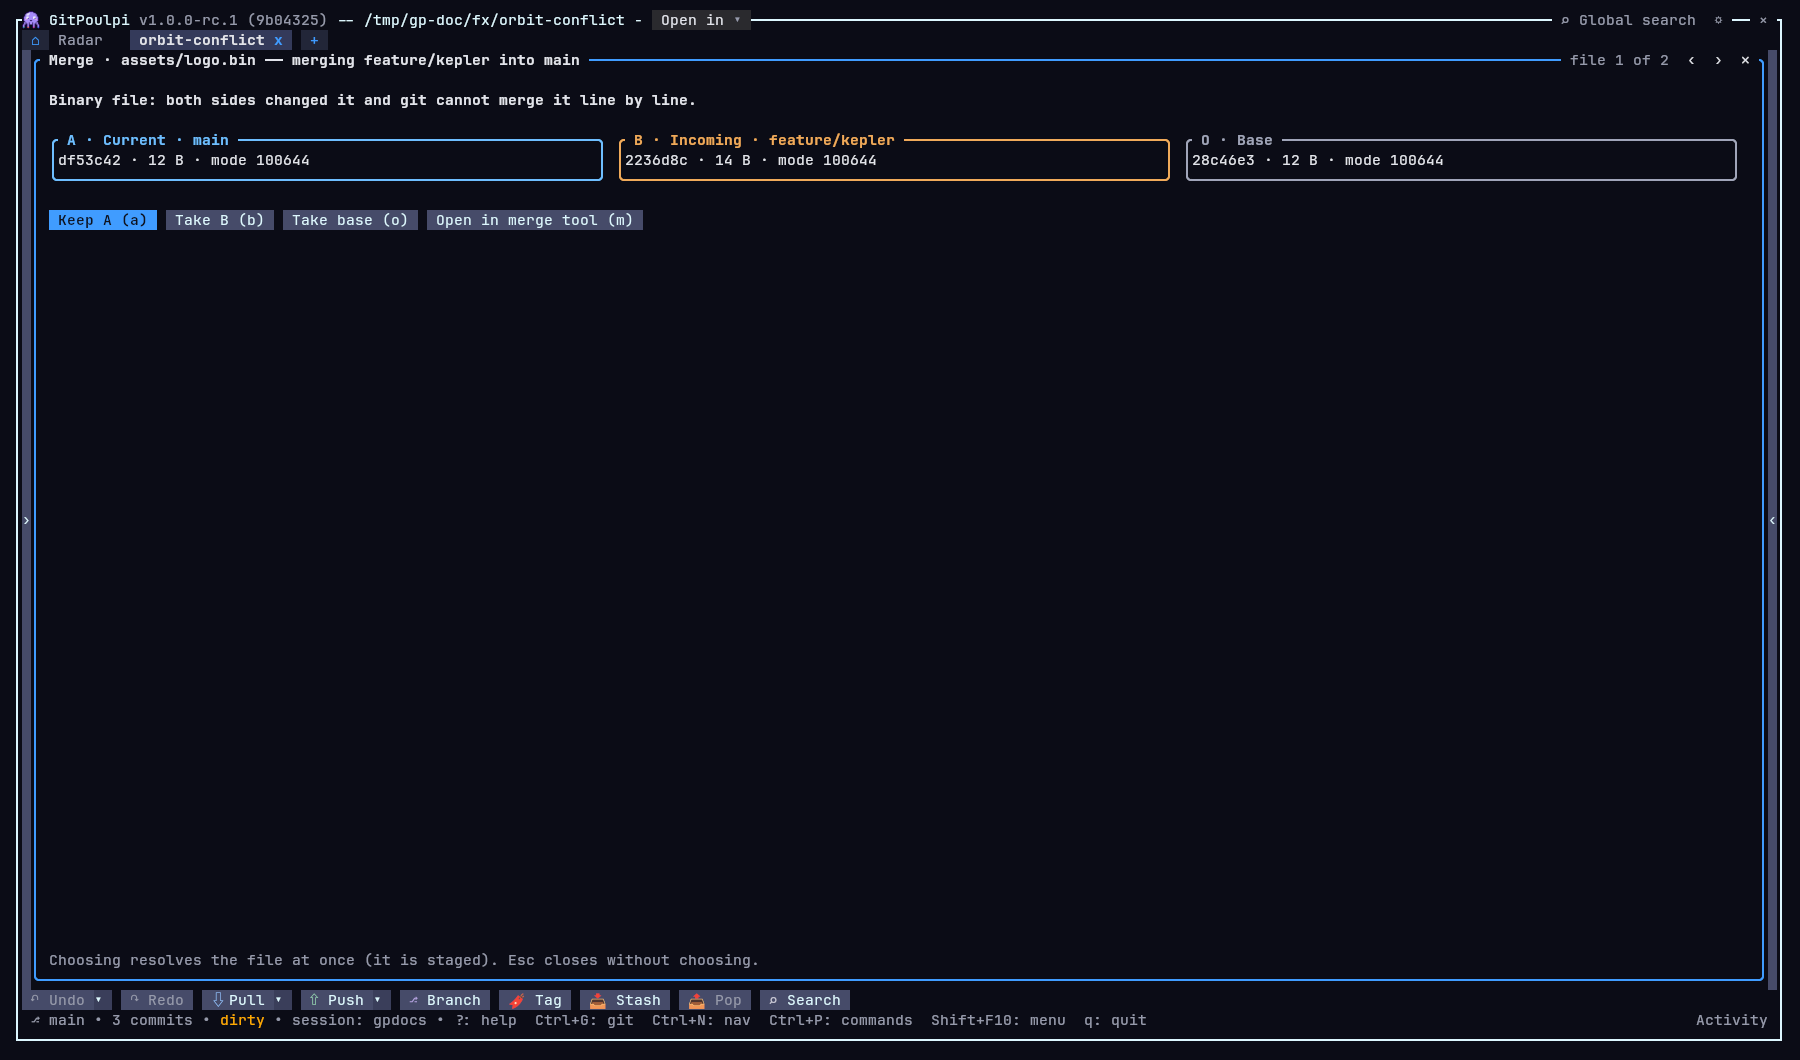 GitPoulpi v1.0.0-rc.1 (9b04325) -- /tmp/gp-doc/fx/orbit-conflict - Open in ▾ ⌕ Global search ☼ — ×
⌂ Radar orbit-conflict x +
Merge · assets/logo.bin — merging feature/kepler into main file 1 of 2 ‹ › ×
Binary file: both sides changed it and git cannot merge it line by line.
A · Current · main B · Incoming · feature/kepler O · Base
df53c42 · 12 B · mode 100644 2236d8c · 14 B · mode 100644 28c46e3 · 12 B · mode 100644
Keep A (a) Take B (b) Take base (o) Open in merge tool (m)
› ‹
Choosing resolves the file at once (it is staged). Esc closes without choosing.
↶ Undo ▾ ↷ Redo ⇩ Pull ▾ ⇧ Push ▾ ⎇ Branch Tag Stash Pop ⌕ Search
⎇ main • 3 commits • dirty • session: gpdocs • ?: help Ctrl+G: git Ctrl+N: nav Ctrl+P: commands Shift+F10: menu q: quit Activity